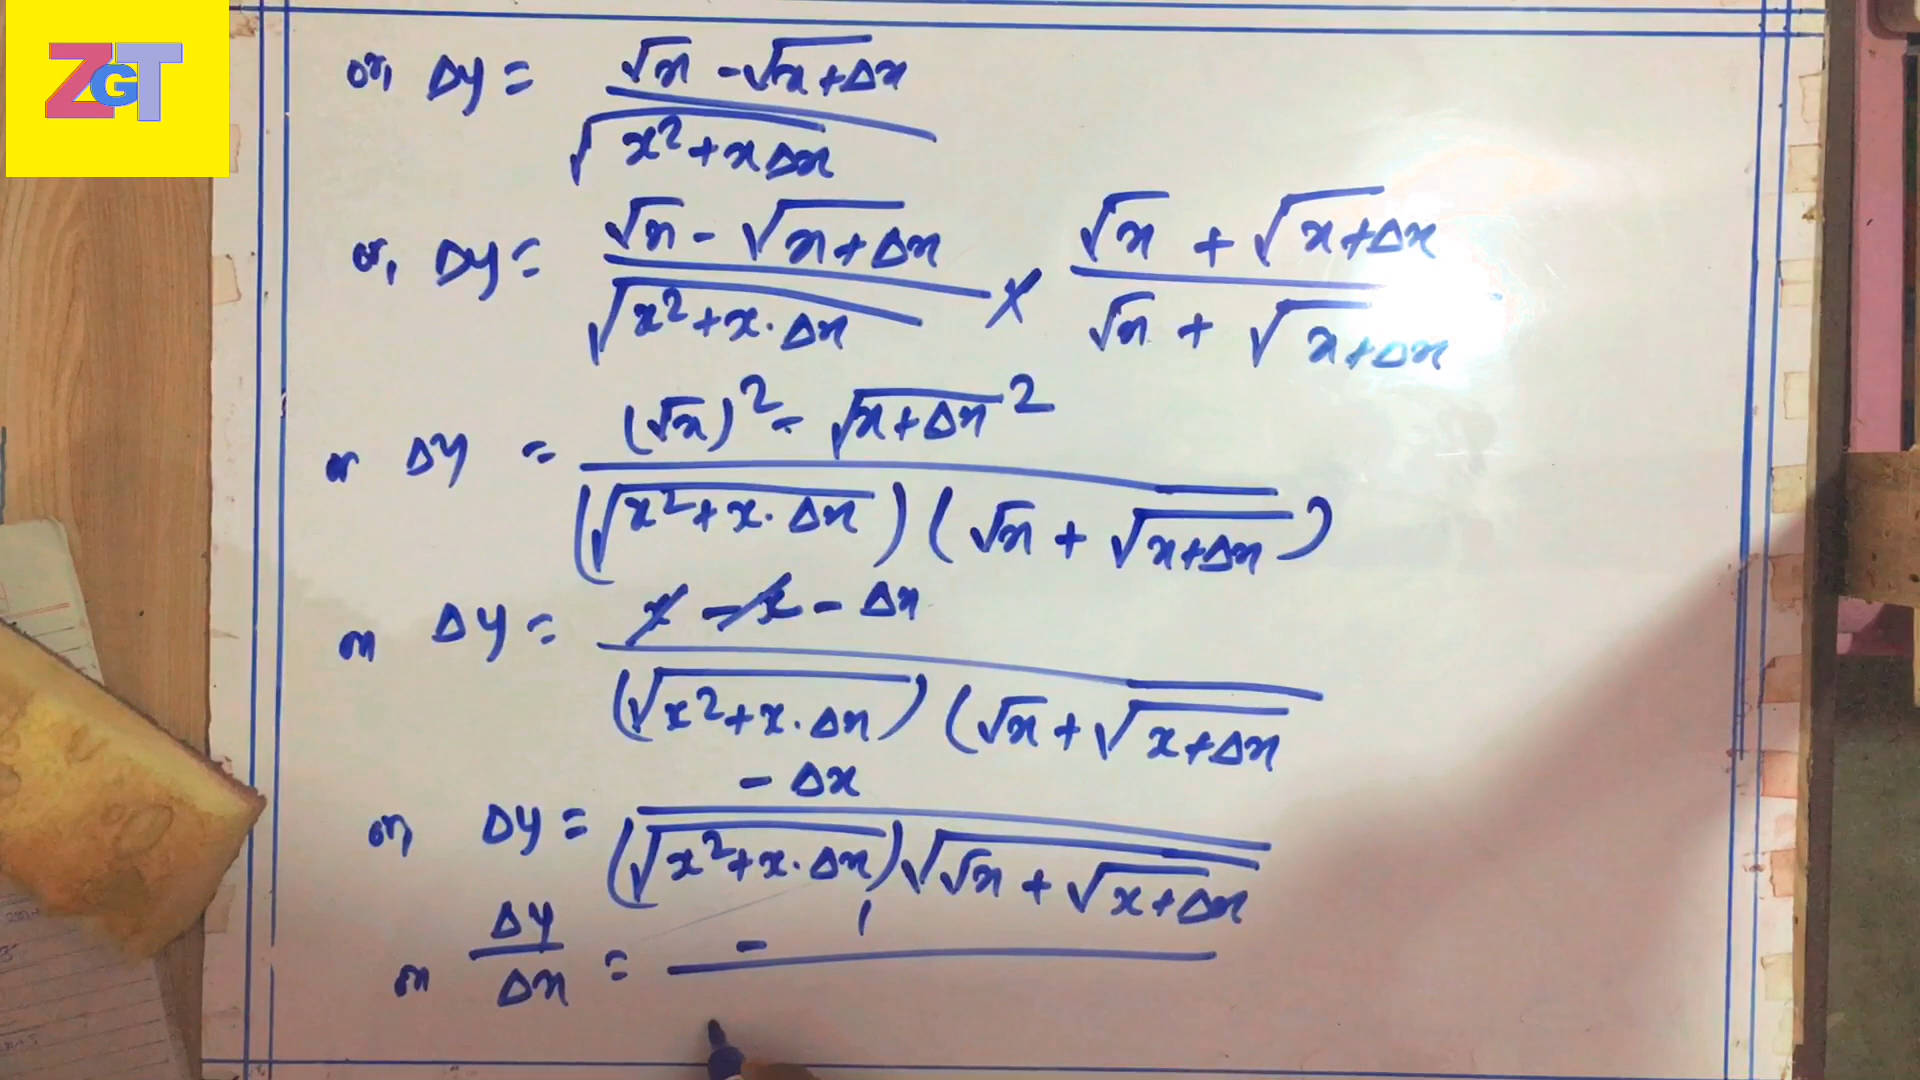 ZGT
or, Δy = (√x - √x+Δx) / √(x²+xΔx)
or, Δy = (√x - √(x+Δx)) / √(x²+x·Δx) × (√x + √(x+Δx)) / (√x + √(x+Δx))
or Δy = ((√x)² - √(x+Δx)²) / (√(x²+x·Δx)) (√x + √(x+Δx))
or Δy = (x - x - Δx) / (√(x²+x·Δx)) (√x + √(x+Δx)
or, Δy = -Δx / (√(x²+x·Δx)) √(√x + √(x+Δx)
or Δy/Δx = - 1 /